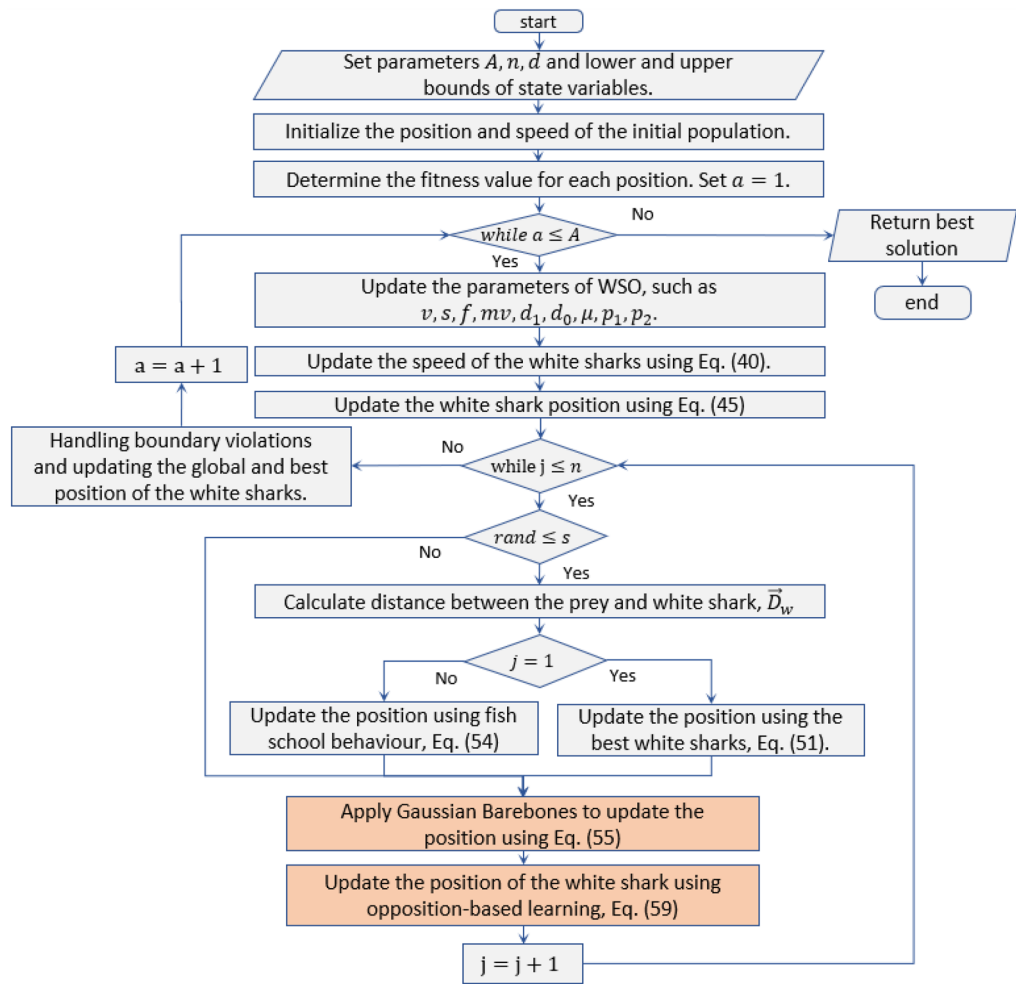 start
Set parameters A, n, d and lower and upper
bounds of state variables.
Initialize the position and speed of the initial population.
Determine the fitness value for each position. Set a = 1.
while a ≤ A
No
Return best
solution
end
Yes
Update the parameters of WSO, such as
v, s, f, mv, d₁, d₀, μ, p₁, p₂.
Update the speed of the white sharks using Eq. (40).
a = a + 1
Update the white shark position using Eq. (45)
Handling boundary violations
and updating the global and best
position of the white sharks.
No
while j ≤ n
Yes
rand ≤ s
No
Yes
Calculate distance between the prey and white shark, D⃗_w
j = 1
No
Yes
Update the position using fish
school behaviour, Eq. (54)
Update the position using the
best white sharks, Eq. (51).
Apply Gaussian Barebones to update the
position using Eq. (55)
Update the position of the white shark using
opposition-based learning, Eq. (59)
j = j + 1